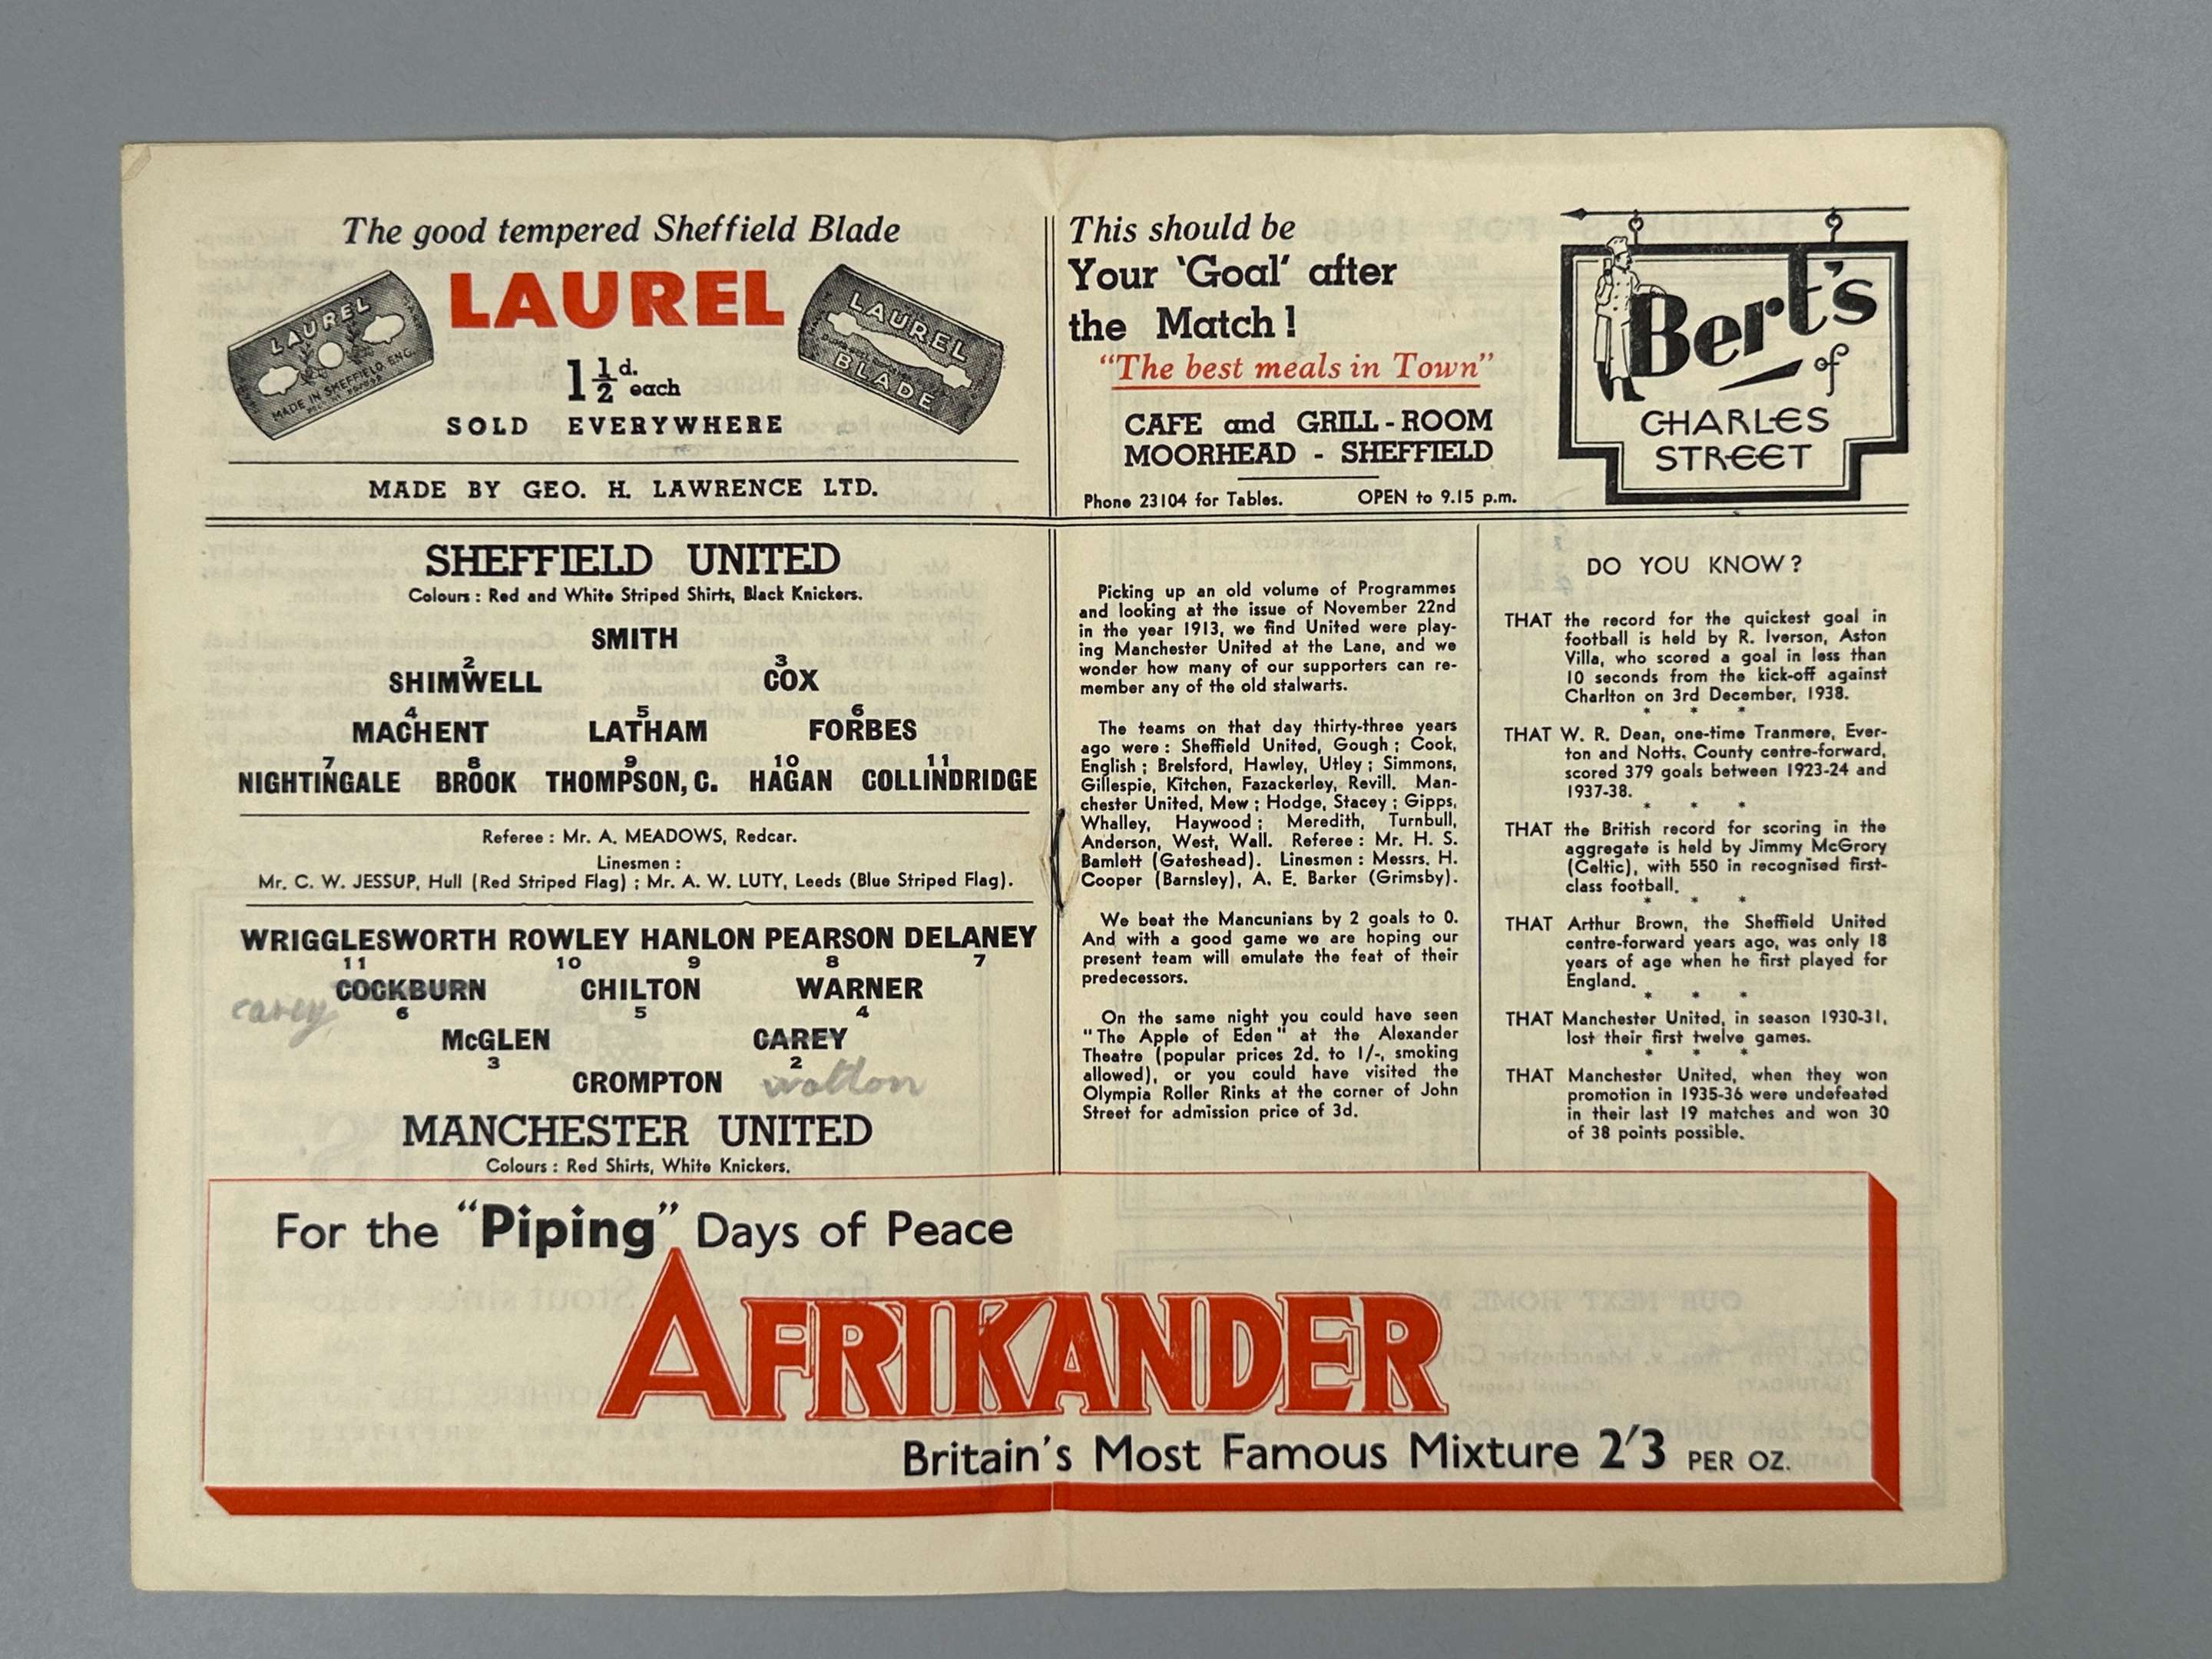 The good tempered Sheffield Blade
LAUREL
LAUREL
MADE IN SHEFFIELD, ENG.
LAUREL
BLADE
1½d. each
SOLD EVERYWHERE
MADE BY GEO. H. LAWRENCE LTD.
This should be
Your 'Goal' after
the Match!
"The best meals in Town"
CAFE and GRILL-ROOM
MOORHEAD - SHEFFIELD
Phone 23104 for Tables. OPEN to 9.15 p.m.
Bert's
of
CHARLES
STREET
SHEFFIELD UNITED
Colours : Red and White Striped Shirts, Black Knickers.
SMITH
2 3
SHIMWELL COX
4 5 6
MACHENT LATHAM FORBES
7 8 9 10 11
NIGHTINGALE BROOK THOMPSON, C. HAGAN COLLINDRIDGE
Referee : Mr. A. MEADOWS, Redcar.
Linesmen :
Mr. C. W. JESSUP, Hull (Red Striped Flag) ; Mr. A. W. LUTY, Leeds (Blue Striped Flag).
WRIGGLESWORTH ROWLEY HANLON PEARSON DELANEY
11 10 9 8 7
COCKBURN CHILTON WARNER
carey 6 5 4
McGLEN CAREY
3 2
CROMPTON walton
MANCHESTER UNITED
Colours : Red Shirts, White Knickers.
Picking up an old volume of Programmes
and looking at the issue of November 22nd
in the year 1913, we find United were play-
ing Manchester United at the Lane, and we
wonder how many of our supporters can re-
member any of the old stalwarts.
The teams on that day thirty-three years
ago were : Sheffield United, Gough ; Cook,
English ; Brelsford, Hawley, Utley ; Simmons,
Gillespie, Kitchen, Fazackerley, Revill. Man-
chester United, Mew ; Hodge, Stacey ; Gipps,
Whalley, Haywood ; Meredith, Turnbull,
Anderson, West, Wall. Referee : Mr. H. S.
Bamlett (Gateshead). Linesmen : Messrs. H.
Cooper (Barnsley), A. E. Barker (Grimsby).
We beat the Mancunians by 2 goals to 0.
And with a good game we are hoping our
present team will emulate the feat of their
predecessors.
On the same night you could have seen
"The Apple of Eden" at the Alexander
Theatre (popular prices 2d. to 1/-, smoking
allowed), or you could have visited the
Olympia Roller Rinks at the corner of John
Street for admission price of 3d.
DO YOU KNOW?
THAT the record for the quickest goal in
football is held by R. Iverson, Aston
Villa, who scored a goal in less than
10 seconds from the kick-off against
Charlton on 3rd December, 1938.
* * *
THAT W. R. Dean, one-time Tranmere, Ever-
ton and Notts. County centre-forward,
scored 379 goals between 1923-24 and
1937-38.
* * *
THAT the British record for scoring in the
aggregate is held by Jimmy McGrory
(Celtic), with 550 in recognised first-
class football.
* * *
THAT Arthur Brown, the Sheffield United
centre-forward years ago, was only 18
years of age when he first played for
England.
* * *
THAT Manchester United, in season 1930-31,
lost their first twelve games.
* * *
THAT Manchester United, when they won
promotion in 1935-36 were undefeated
in their last 19 matches and won 30
of 38 points possible.
For the "Piping" Days of Peace
AFRIKANDER
Britain's Most Famous Mixture 2'3 PER OZ.